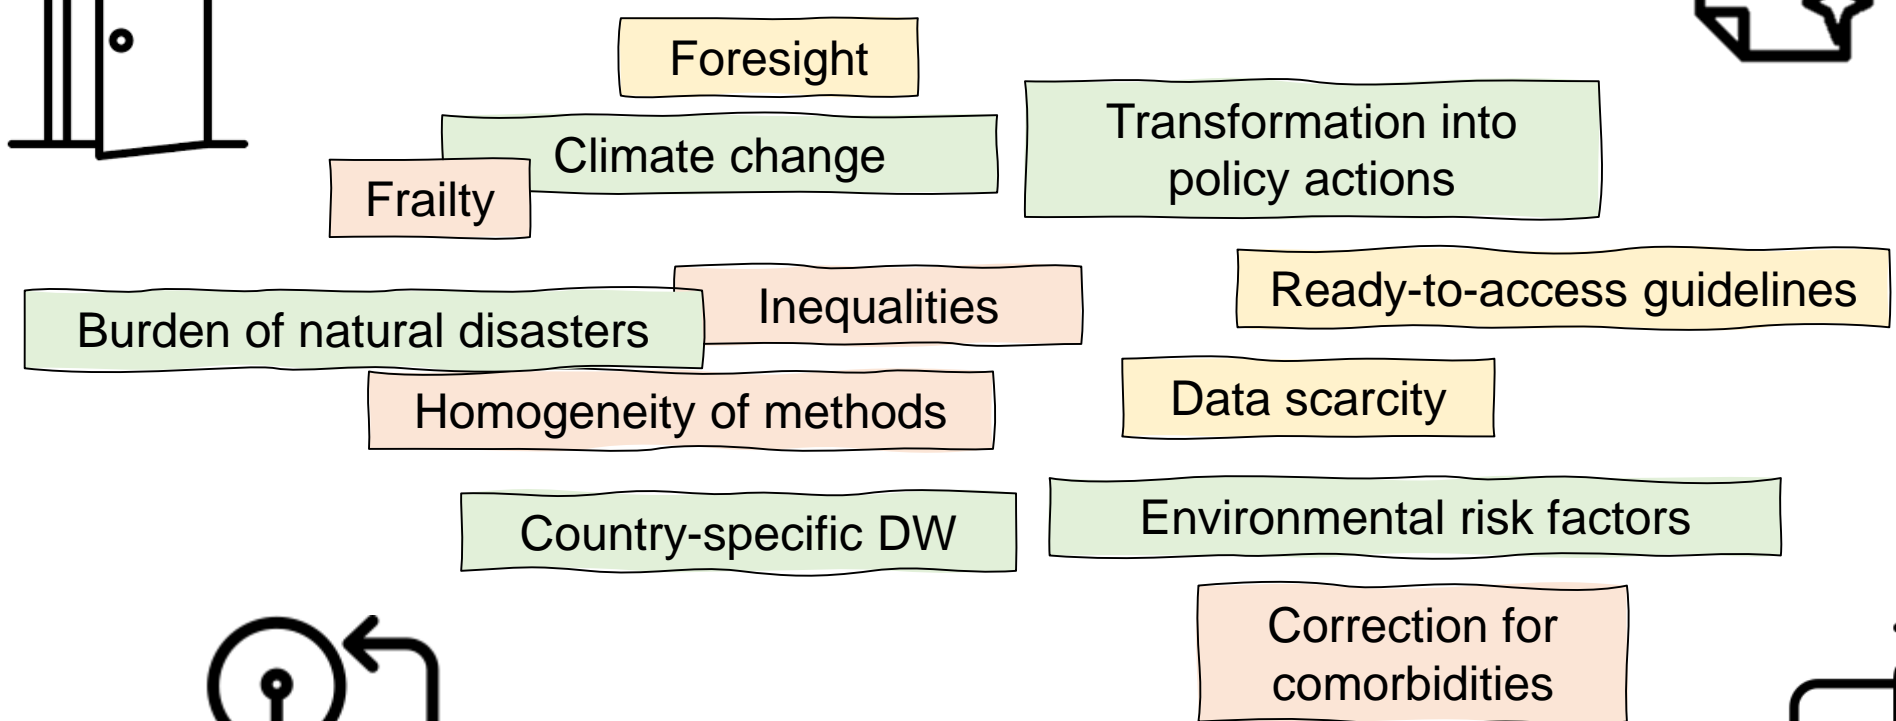 Foresight
Climate change
Transformation into
policy actions
Frailty
Ready-to-access guidelines
Inequalities
Burden of natural disasters
Data scarcity
Homogeneity of methods
Environmental risk factors
Country-specific DW
Correction for
comorbidities